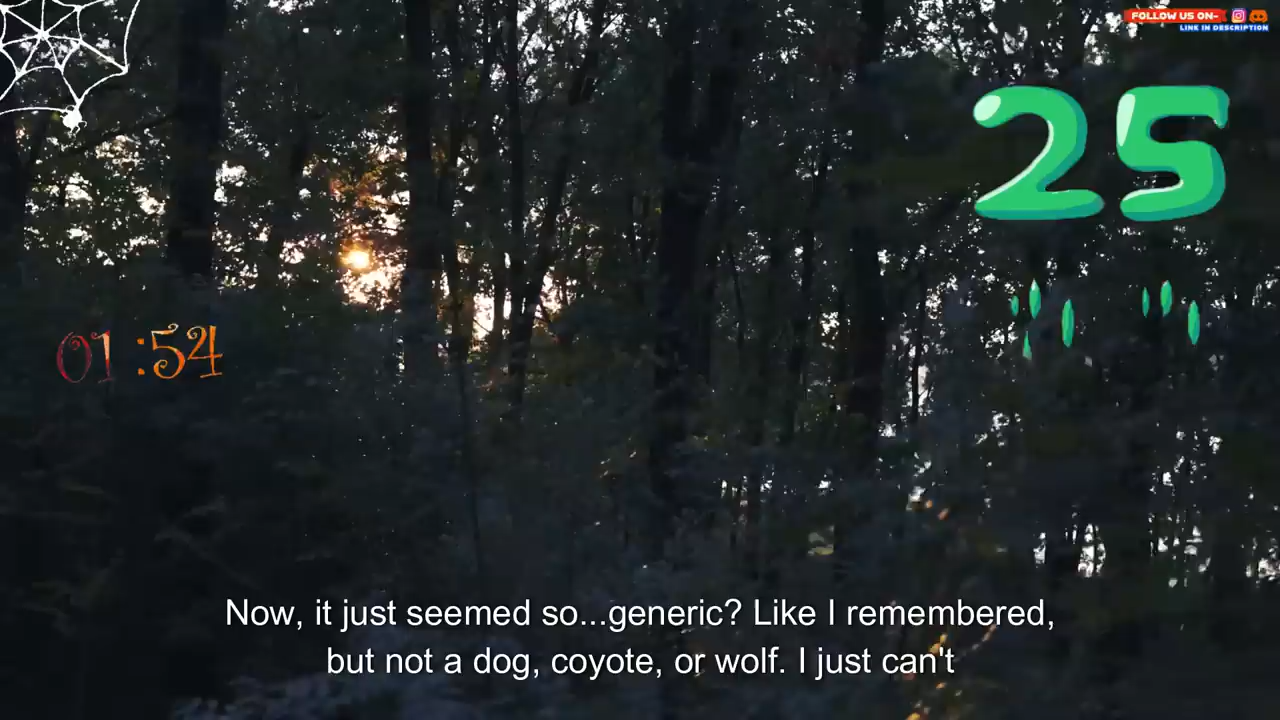 FOLLOW US ON-
LINK IN DESCRIPTION
25
01:54
Now, it just seemed so...generic? Like I remembered,
but not a dog, coyote, or wolf. I just can't